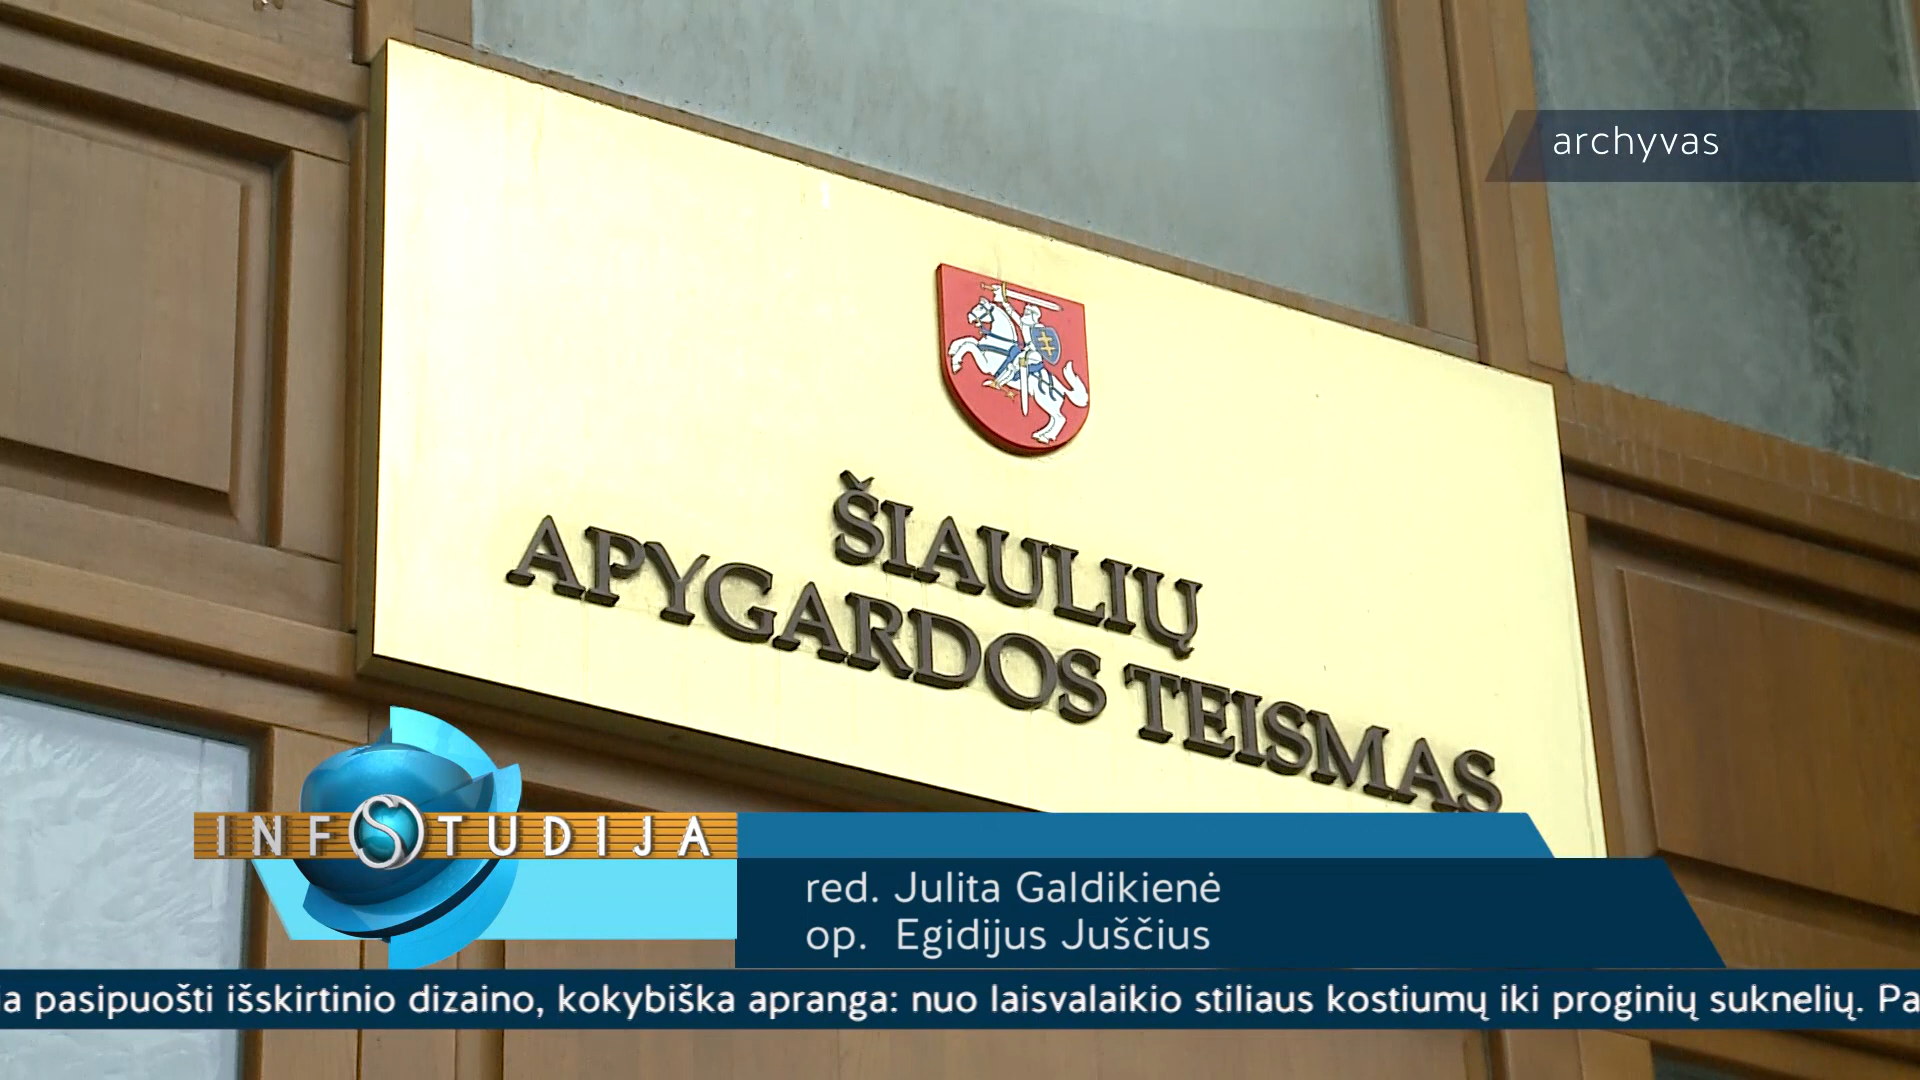 archyvas
ŠIAULIŲ
APYGARDOS TEISMAS
INFOSTUDIJA
red. Julita Galdikienė
op. Egidijus Juščius
pasipuošti išskirtinio dizaino, kokybiška apranga: nuo laisvalaikio stiliaus kostiumų iki proginių suknelių.